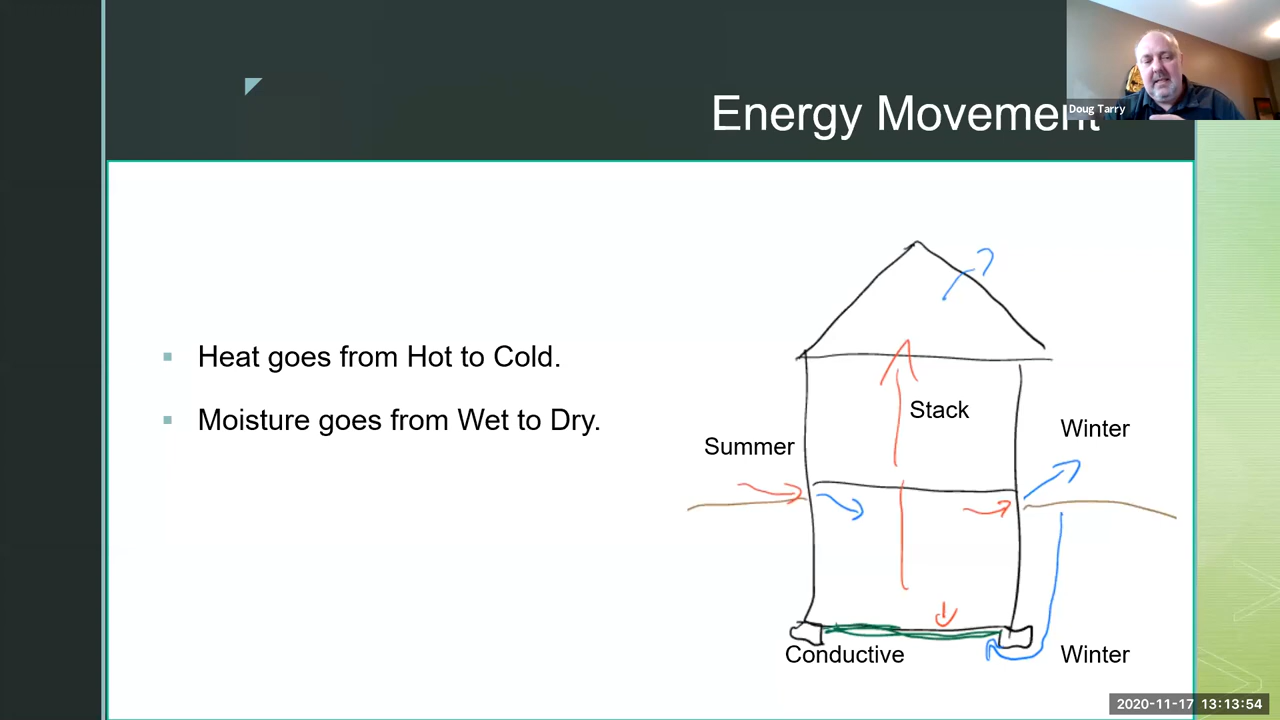 Energy Movement
Doug Tarry
Heat goes from Hot to Cold.
Moisture goes from Wet to Dry.
Stack
Winter
Summer
Conductive
Winter
2020-11-17 13:13:54